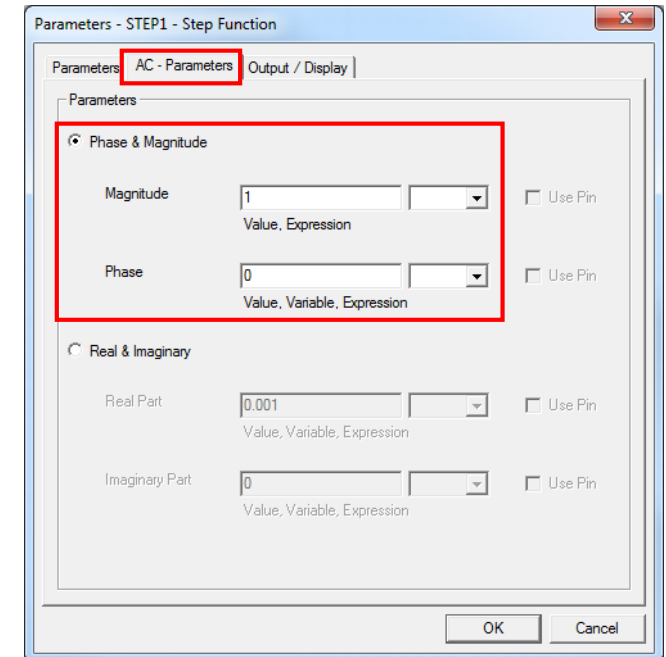 Parameters - STEP1 - Step Function
Parameters AC - Parameters Output / Display
Parameters
Phase & Magnitude
Magnitude 1 Use Pin
Value, Expression
Phase 0 Use Pin
Value, Variable, Expression
Real & Imaginary
Real Part 0.001 Use Pin
Value, Variable, Expression
Imaginary Part 0 Use Pin
Value, Variable, Expression
OK Cancel